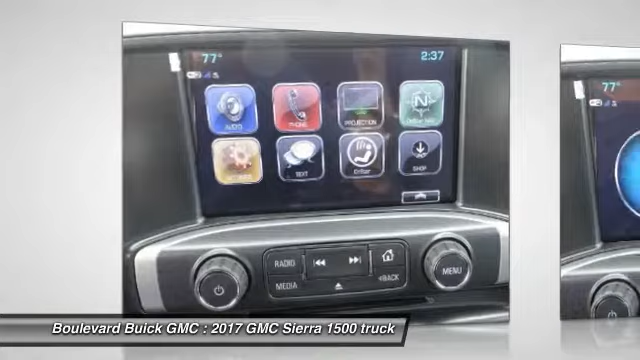 77°
2:37
AUDIO PHONE PROJECTION
TEXT OnStar SHOP
RADIO
MEDIA
<BACK
MENU
77°
Boulevard Buick GMC : 2017 GMC Sierra 1500 truck